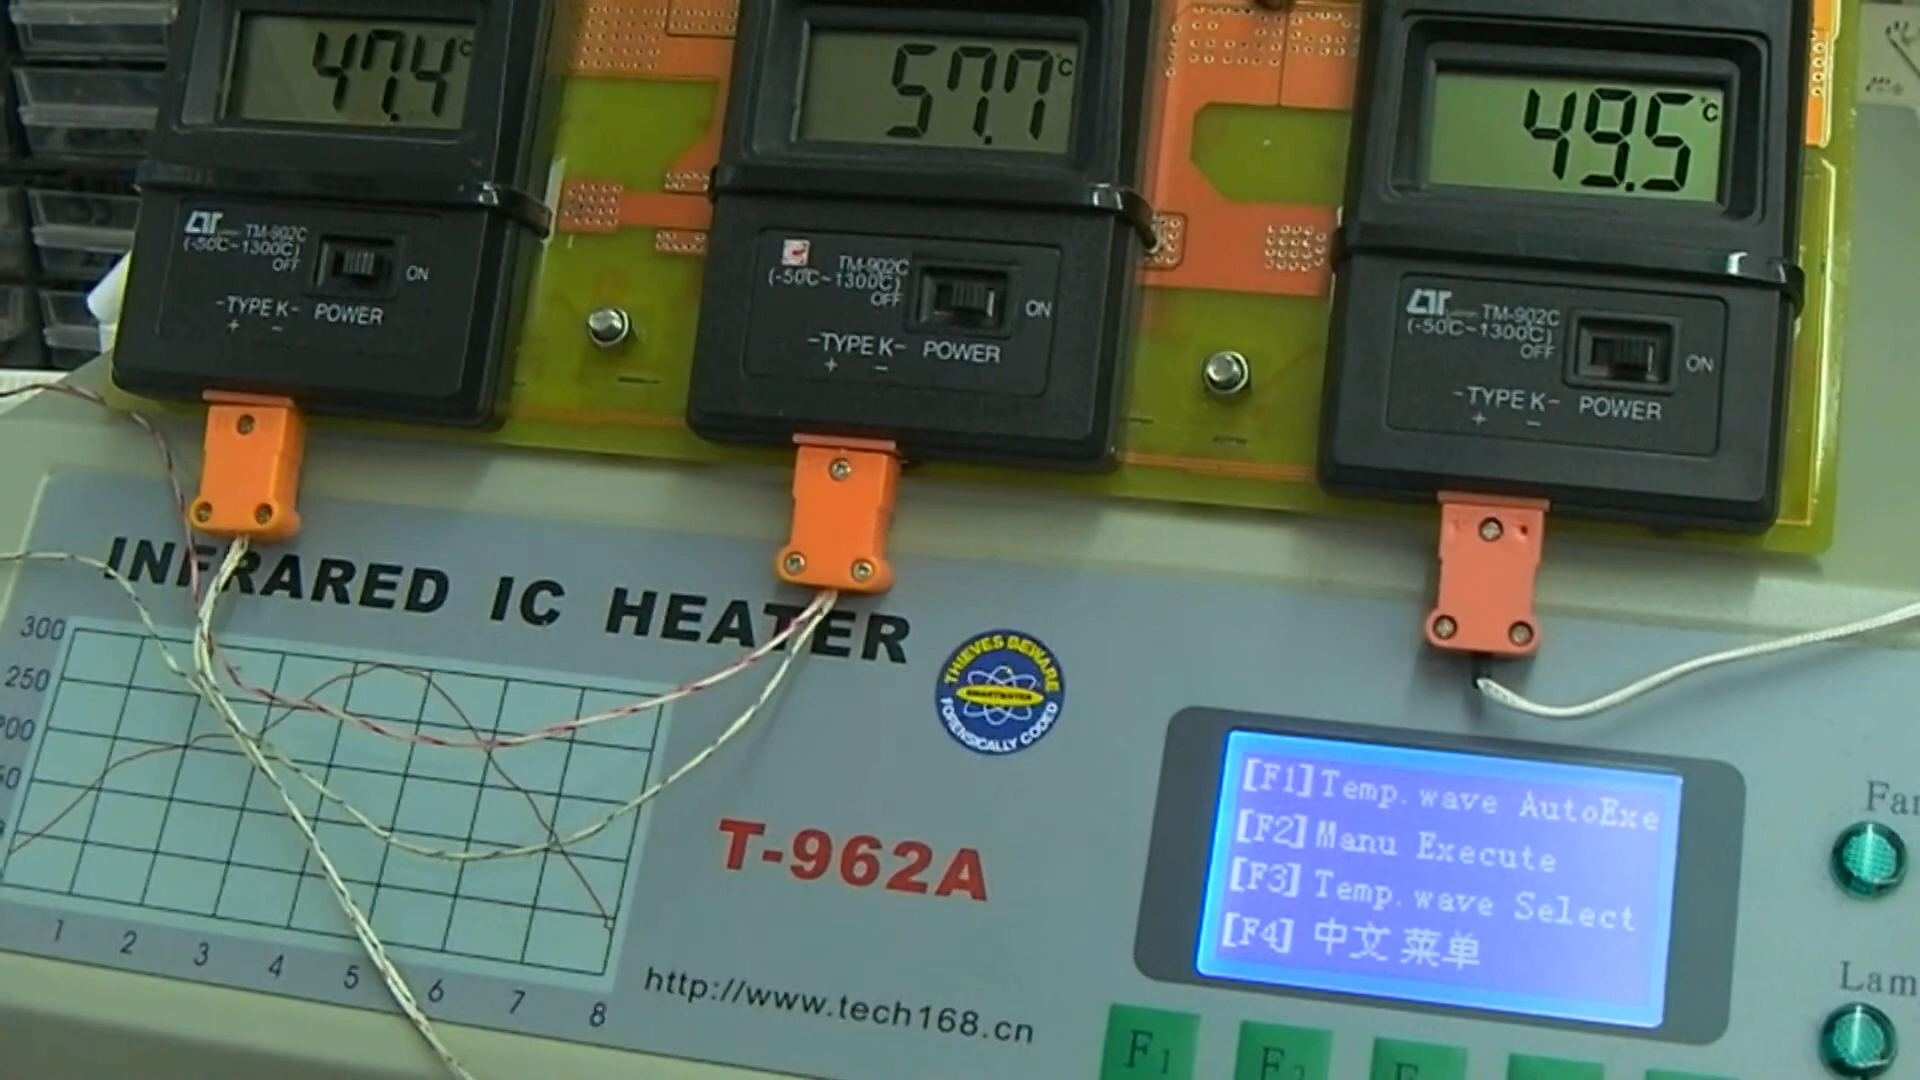 47.4 °C
57.7 °C
49.5 °C
TM-902C
(-50C~1300C)
OFF
ON
-TYPE K-
+ -
POWER
TM-902C
(-50C~1300C)
OFF
ON
-TYPE K-
+ -
POWER
TM-902C
(-50C~1300C)
OFF
ON
-TYPE K-
+ -
POWER
INFRARED IC HEATER
300
250
1 2 3 4 5 6 7 8
THIEVES BEWARE
SMARTWATER
FORENSICALLY CODED
T-962A
http://www.tech168.cn
[F1]Temp.wave AutoExe
[F2]Manu Execute
[F3]Temp.wave Select
[F4] 中文菜单
F1
F2